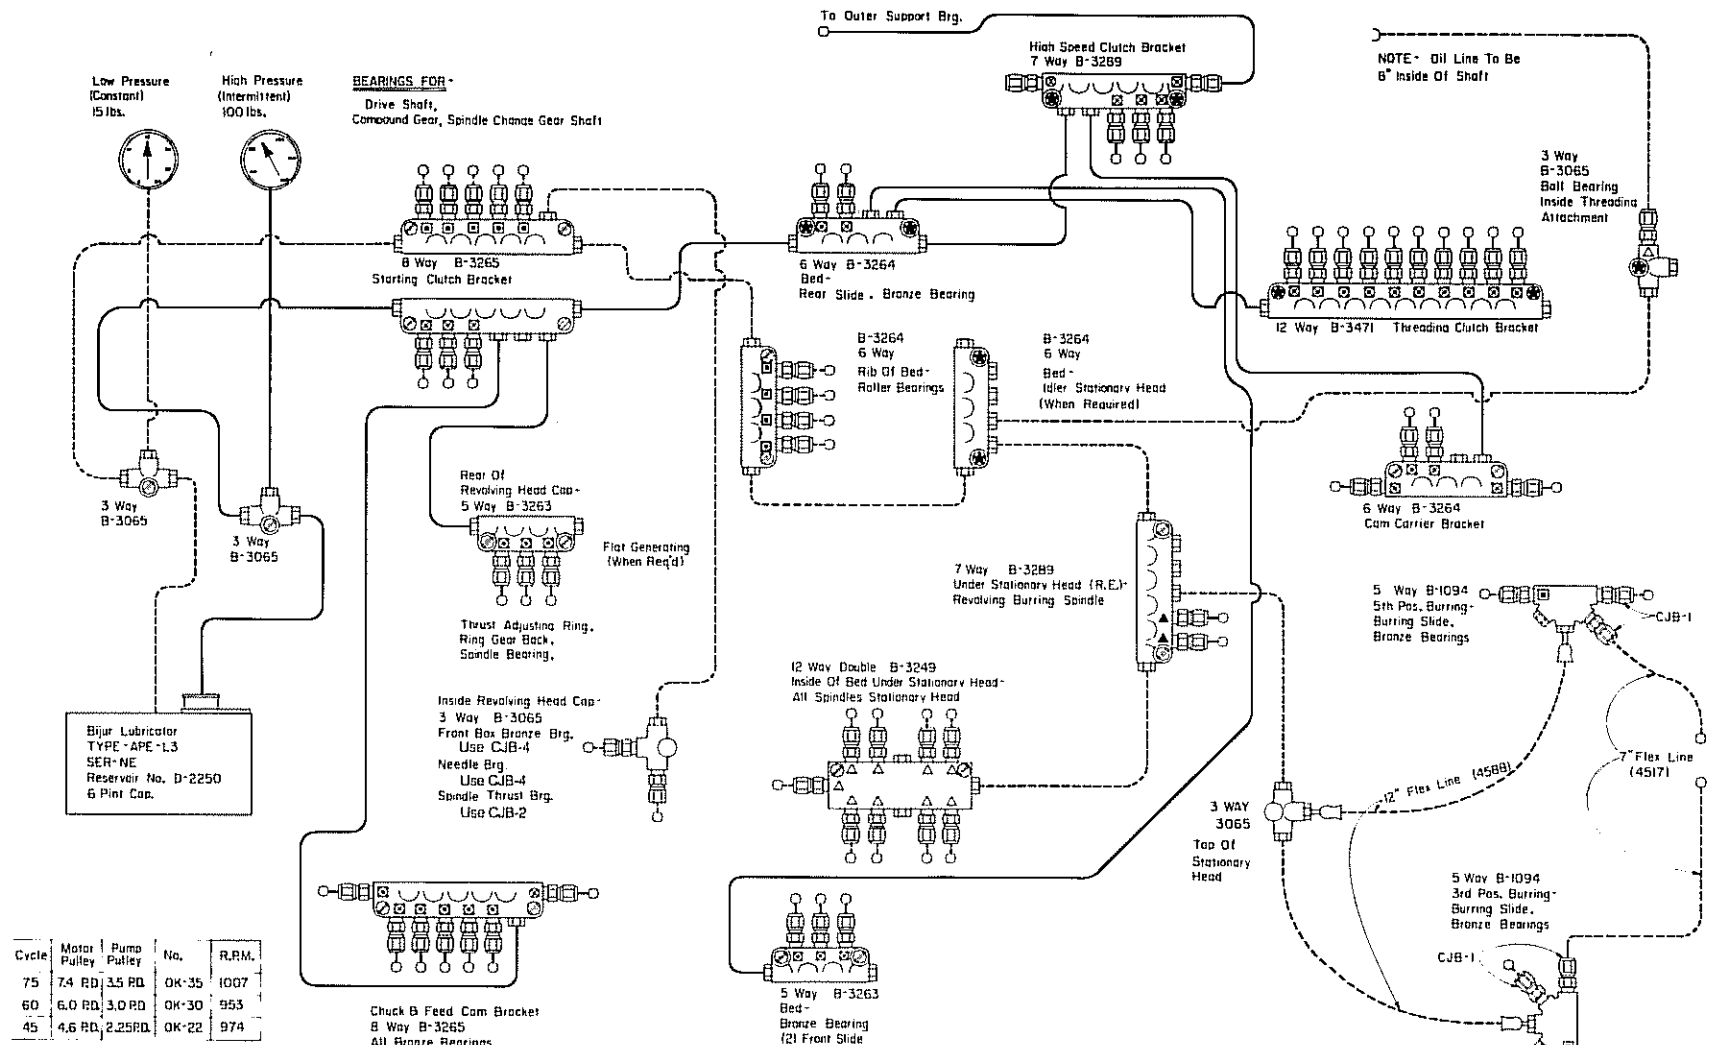 To Outer Support Brg.
High Speed Clutch Bracket
7 Way B-3289
NOTE- Oil Line To Be
8" Inside Of Shaft
Low Pressure
(Constant)
15 lbs.
High Pressure
(Intermittent)
100 lbs.
BEARINGS FOR-
Drive Shaft,
Compound Gear, Spindle Change Gear Shaft
3 Way
B-3065
Ball Bearing
Inside Threading
Attachment
8 Way B-3265
Starting Clutch Bracket
6 Way B-3264
Bed-
Rear Slide. Bronze Bearing
12 Way B-3471 Threading Clutch Bracket
B-3264
6 Way
Rib Of Bed-
Roller Bearings
B-3264
6 Way
Bed-
Idler Stationary Head
(When Required)
3 Way
B-3065
3 Way
B-3065
Rear Of
Revolving Head Cap-
5 Way B-3263
Flat Generating
(When Req'd)
6 Way B-3264
Cam Carrier Bracket
7 Way B-3289
Under Stationary Head (R.E.)-
Revolving Burring Spindle
5 Way B-1094
5th Pos. Burring-
Burring Slide,
Bronze Bearings
CJB-1
Thrust Adjusting Ring,
Ring Gear Back,
Spindle Bearing,
12 Way Double B-3249
Inside Of Bed Under Stationary Head-
All Spindles Stationary Head
Inside Revolving Head Cap-
3 Way B-3065
Front Box Bronze Brg.
Use CJB-4
Needle Brg.
Use CJB-4
Spindle Thrust Brg.
Use CJB-2
Bijur Lubricator
TYPE-APE-L3
SER-NE
Reservoir No. D-2250
6 Pint Cap.
7" Flex Line
(4517)
12" Flex Line (4588)
3 WAY
3065
Top Of
Stationary
Head
5 Way B-1094
3rd Pos. Burring-
Burring Slide,
Bronze Bearings
CJB-1
Cycle Motor Pulley Pump Pulley No. R.P.M.
75 7.4 P.D. 3.5 P.D. OK-35 1007
60 6.0 P.D. 3.0 P.D. OK-30 953
45 4.6 P.D. 2.25 P.D. OK-22 974
Chuck & Feed Cam Bracket
8 Way B-3265
All Bronze Bearings
5 Way B-3263
Bed-
Bronze Bearing
(2) Front Slide